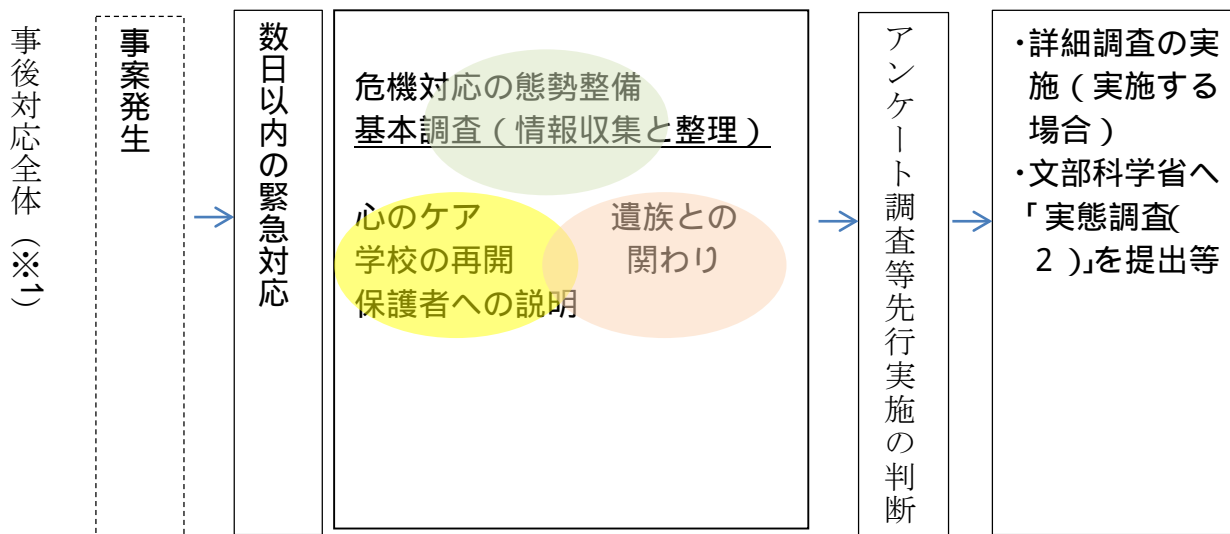 事後対応全体（※1）
事案発生
数日以内の緊急対応
危機対応の態勢整備
基本調査（情報収集と整理）
心のケア
学校の再開
保護者への説明
遺族との
関わり
アンケート調査等先行実施の判断
・詳細調査の実
施（実施する
場合）
・文部科学省へ
「実態調査(
2）」を提出等